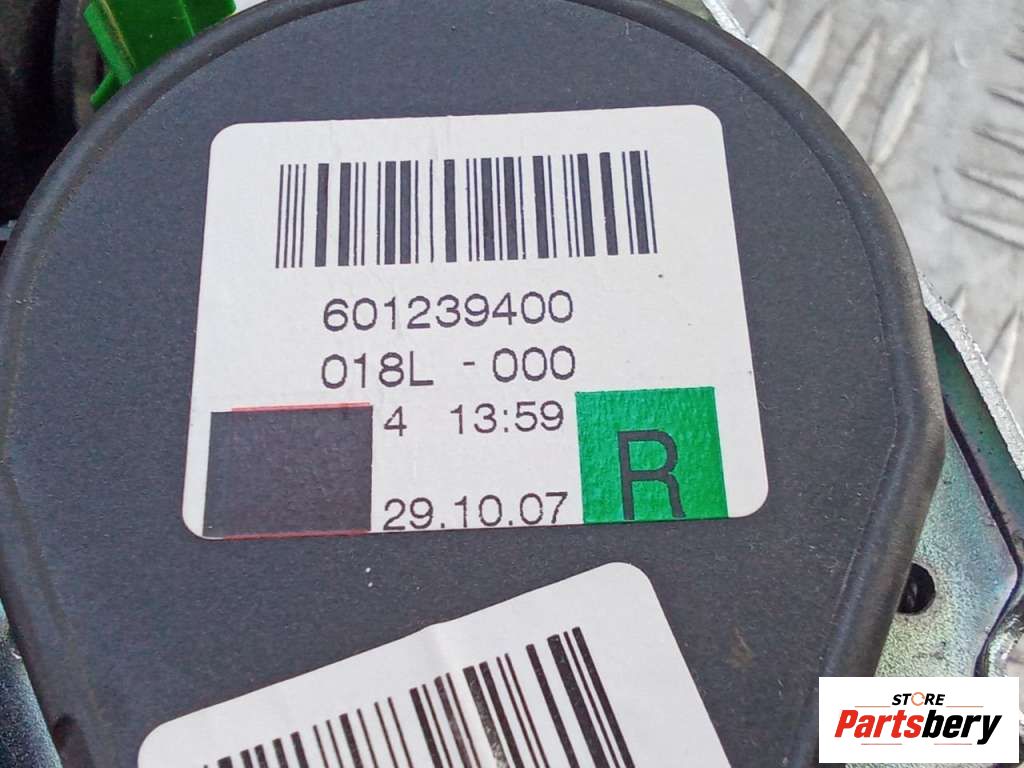 601239400
018L - 000
4 13:59
R
29.10.07
STORE
Partsbery